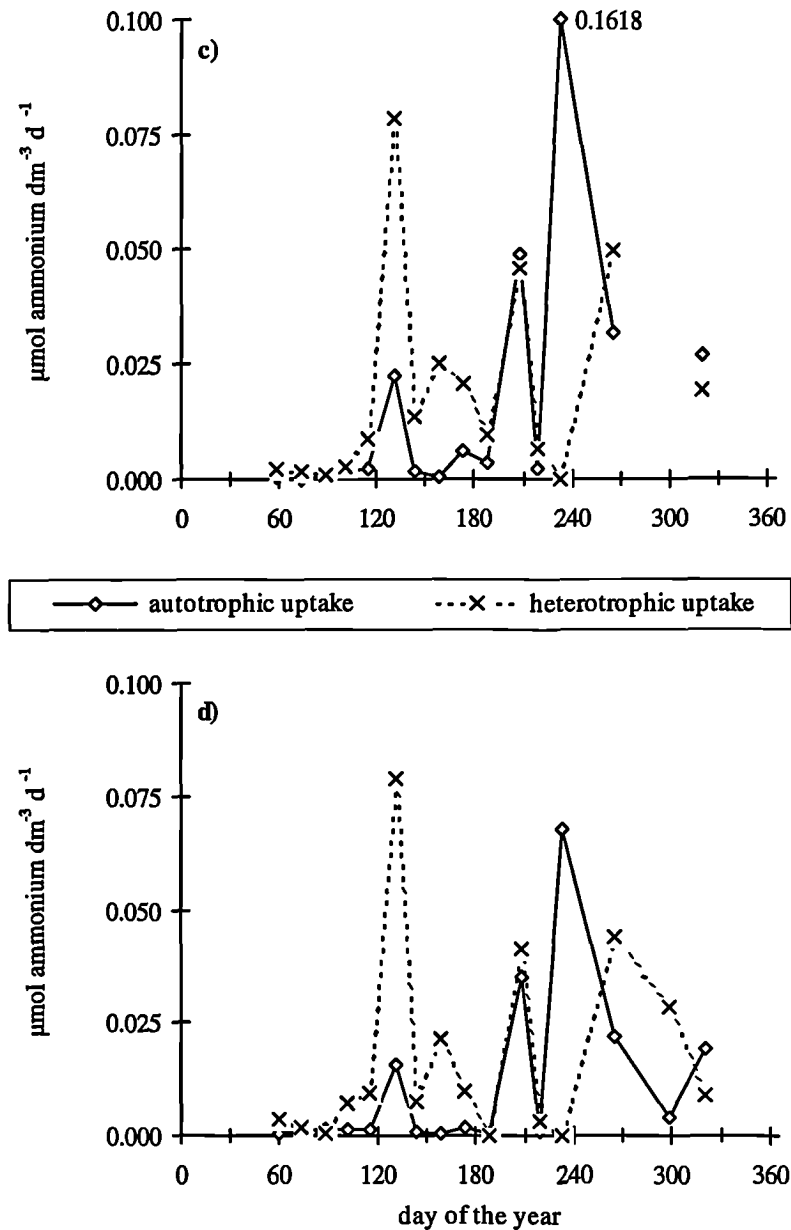 c)
0.1618
0.100
0.075
0.050
0.025
0.000
µmol ammonium dm⁻³ d⁻¹
0 60 120 180 240 300 360
autotrophic uptake heterotrophic uptake
d)
0.100
0.075
0.050
0.025
0.000
µmol ammonium dm⁻³ d⁻¹
0 60 120 180 240 300 360
day of the year